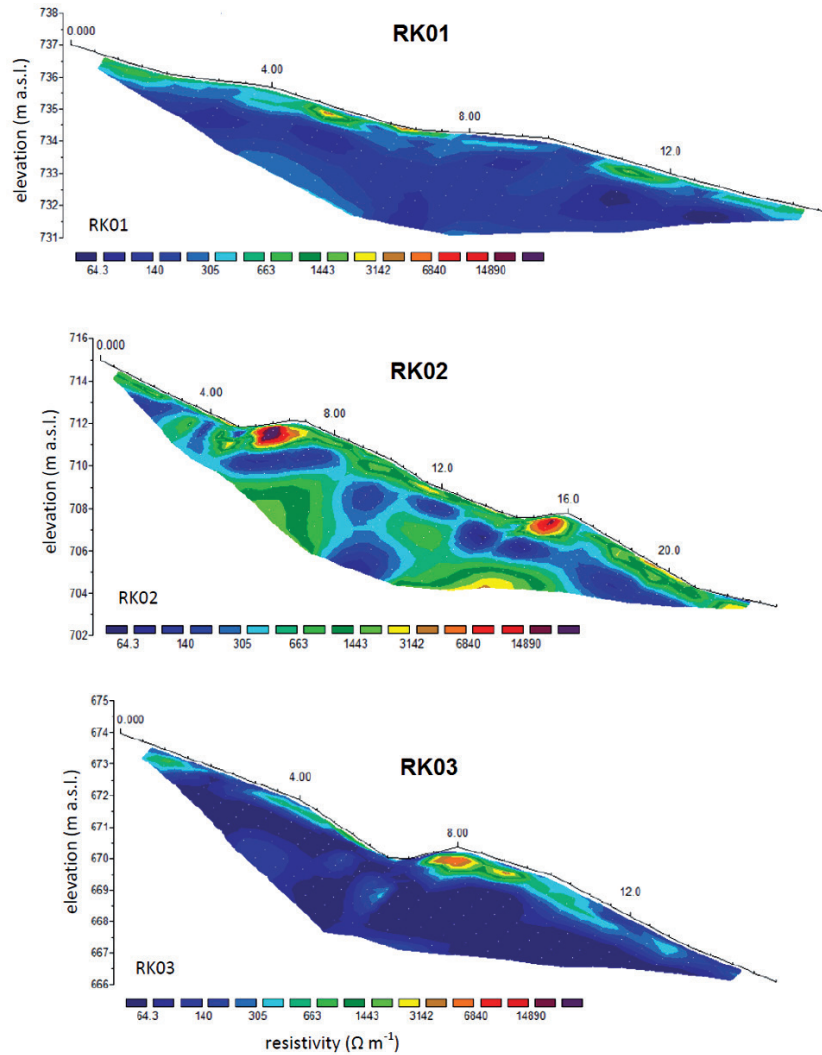 RK01
738
737
736
735
734
733
732
731
elevation (m a.s.l.)
0.000
4.00
8.00
12.0
RK01
64.3 140 305 663 1443 3142 6840 14890
RK02
716
714
712
710
708
706
704
702
elevation (m a.s.l.)
0.000
4.00
8.00
12.0
16.0
20.0
RK02
64.3 140 305 663 1443 3142 6840 14890
RK03
675
674
672
671
670
669
667
666
elevation (m a.s.l.)
0.000
4.00
8.00
12.0
RK03
64.3 140 305 663 1443 3142 6840 14890
resistivity (Ω m⁻¹)